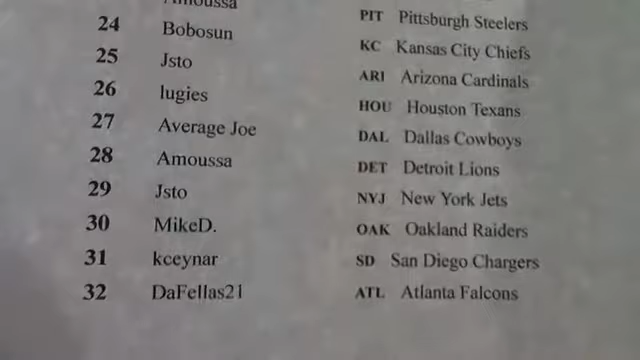 Amoussa PIT Pittsburgh Steelers
24 Bobosun KC Kansas City Chiefs
25 Jsto ARI Arizona Cardinals
26 lugies HOU Houston Texans
27 Average Joe DAL Dallas Cowboys
28 Amoussa DET Detroit Lions
29 Jsto NYJ New York Jets
30 MikeD. OAK Oakland Raiders
31 kceynar SD San Diego Chargers
32 DaFellas21 ATL Atlanta Falcons